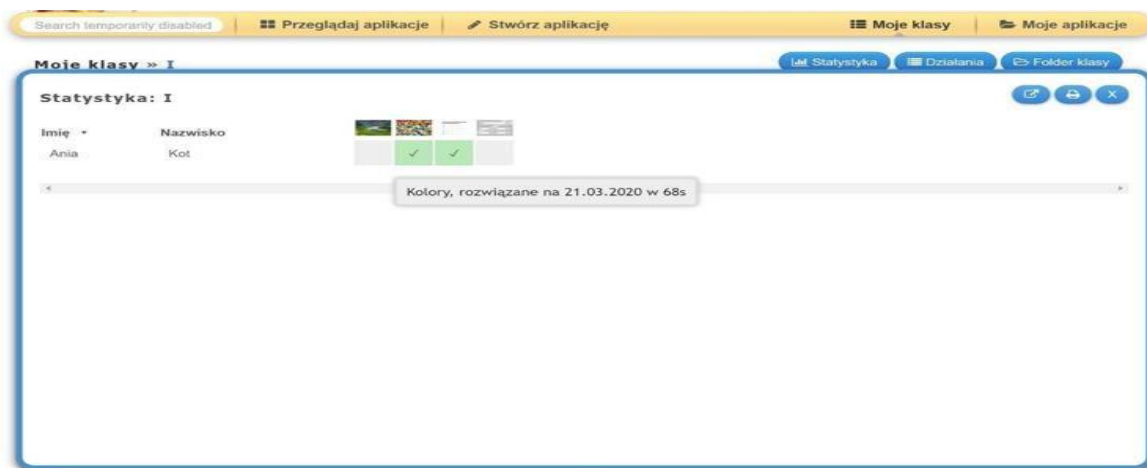 Search temporarily disabled Przeglądaj aplikacje Stwórz aplikację Moje klasy Moje aplikacje
Moje klasy » I Statystyka Działania Folder klasy
Statystyka: I
Imię Nazwisko
Ania Kot
Kolory, rozwiązane na 21.03.2020 w 68s